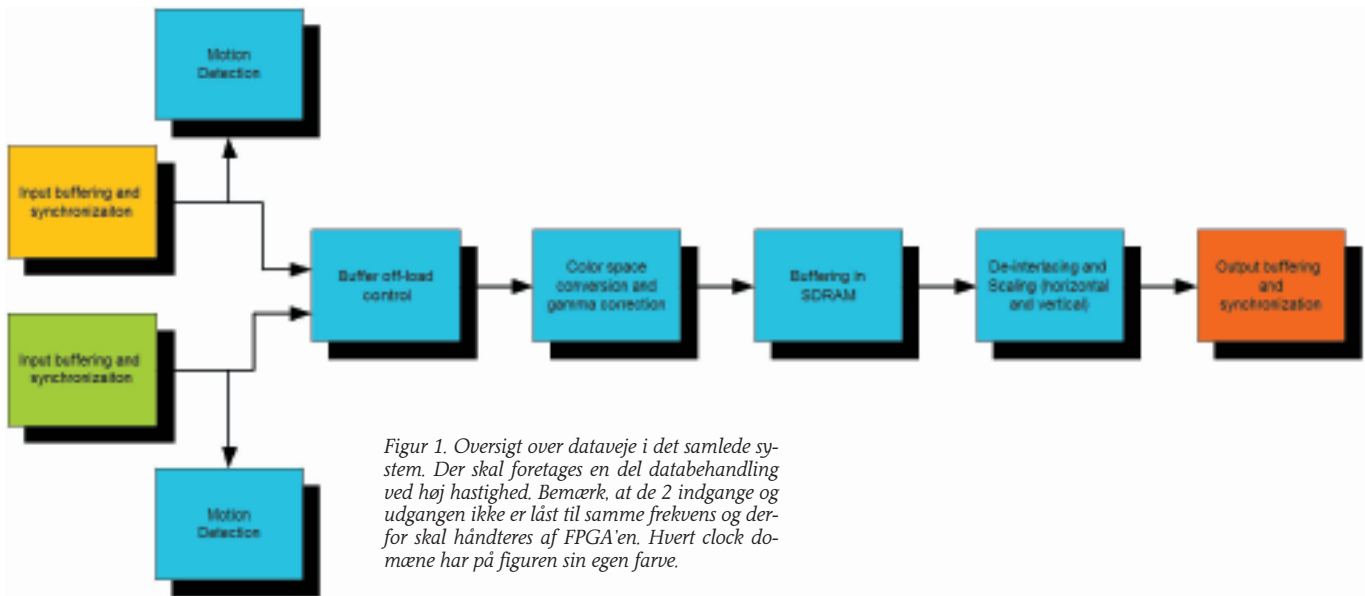 Motion
Detection
Input buffering and
synchronizaiton
Buffer off-load
control
Color space
conversion and
gamma correction
Buffering in
SDRAM
De-interlacing and
Scaling (horizontal
and vertical)
Output buffering
and
synchronization
Input buffering and
synchronizaiton
Motion
Detection
Figur 1. Oversigt over dataveje i det samlede sy-
stem. Der skal foretages en del databehandling
ved høj hastighed. Bemærk, at de 2 indgange og
udgangen ikke er låst til samme frekvens og der-
for skal håndteres af FPGA'en. Hvert clock do-
mæne har på figuren sin egen farve.